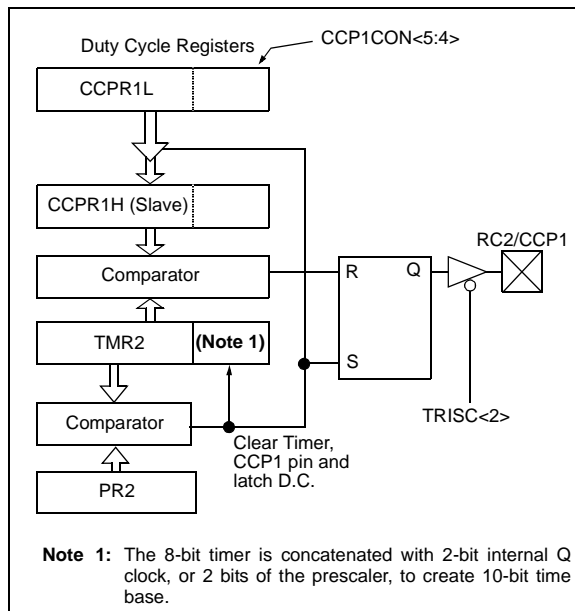 Duty Cycle Registers
CCP1CON<5:4>
CCPR1L
CCPR1H (Slave)
Comparator
R
Q
RC2/CCP1
TMR2
(Note 1)
S
Comparator
TRISC<2>
Clear Timer,
CCP1 pin and
latch D.C.
PR2
Note 1: The 8-bit timer is concatenated with 2-bit internal Q
clock, or 2 bits of the prescaler, to create 10-bit time
base.